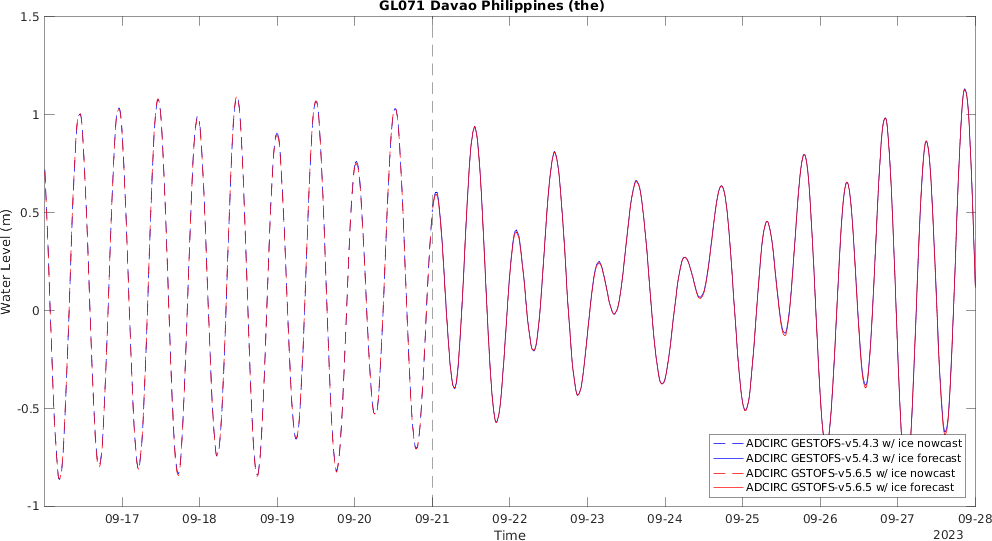 GL071 Davao Philippines (the)
1.5
1
0.5
0
-0.5
-1
Water Level (m)
ADCIRC GESTOFS-v5.4.3 w/ ice nowcast
ADCIRC GESTOFS-v5.4.3 w/ ice forecast
ADCIRC GSTOFS-v5.6.5 w/ ice nowcast
ADCIRC GSTOFS-v5.6.5 w/ ice forecast
09-17 09-18 09-19 09-20 09-21 09-22 09-23 09-24 09-25 09-26 09-27 09-28
Time
2023